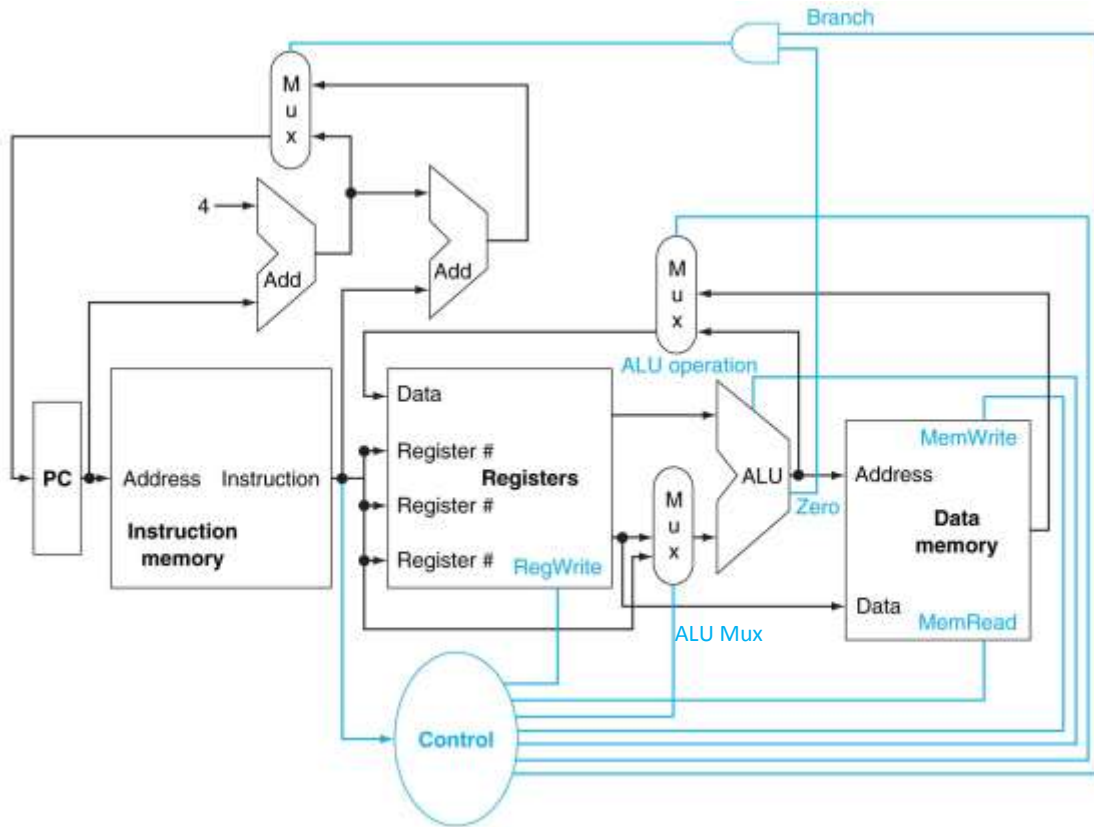 Branch
M
u
x
4
Add
Add
M
u
x
ALU operation
Data
Register #
Register #
Register #
Registers
RegWrite
PC
Address
Instruction
Instruction
memory
M
u
x
ALU
Zero
MemWrite
Address
Data
memory
Data
MemRead
ALU Mux
Control